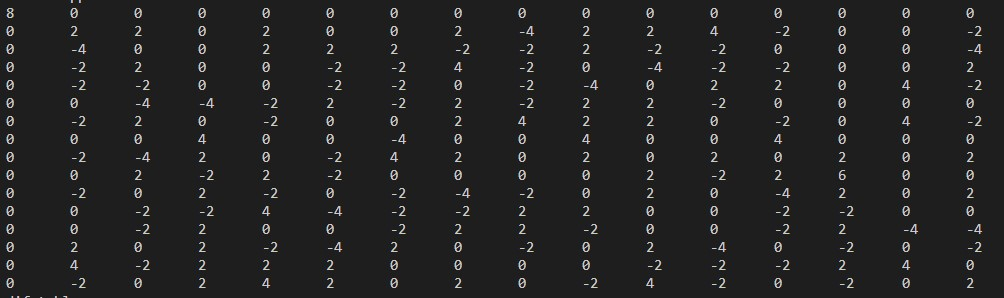 8 0 0 0 0 0 0 0 0 0 0 0 0 0 0 0
0 2 2 0 2 0 0 2 -4 2 2 4 -2 0 0 -2
0 -4 0 0 2 2 2 -2 -2 2 -2 -2 0 0 0 -4
0 -2 2 0 0 -2 -2 4 -2 0 -4 -2 -2 0 0 2
0 -2 -2 0 0 -2 -2 0 -2 -4 0 2 2 0 4 -2
0 0 -4 -4 -2 2 -2 2 -2 2 2 -2 0 0 0 0
0 -2 2 0 -2 0 0 2 4 2 2 0 -2 0 4 -2
0 0 0 4 0 0 -4 0 0 4 0 0 4 0 0 0
0 -2 -4 2 0 -2 4 2 0 2 0 2 0 2 0 2
0 0 2 -2 2 -2 0 0 0 0 2 -2 2 6 0 0
0 -2 0 2 -2 0 -2 -4 -2 0 2 0 -4 2 0 2
0 0 -2 -2 4 -4 -2 -2 2 2 0 0 -2 -2 0 0
0 0 -2 2 0 0 -2 2 2 -2 0 0 -2 2 -4 -4
0 2 0 2 -2 -4 2 0 -2 0 2 -4 0 -2 0 -2
0 4 -2 2 2 2 0 0 0 0 -2 -2 -2 2 4 0
0 -2 0 2 4 2 0 2 0 -2 4 -2 0 -2 0 2